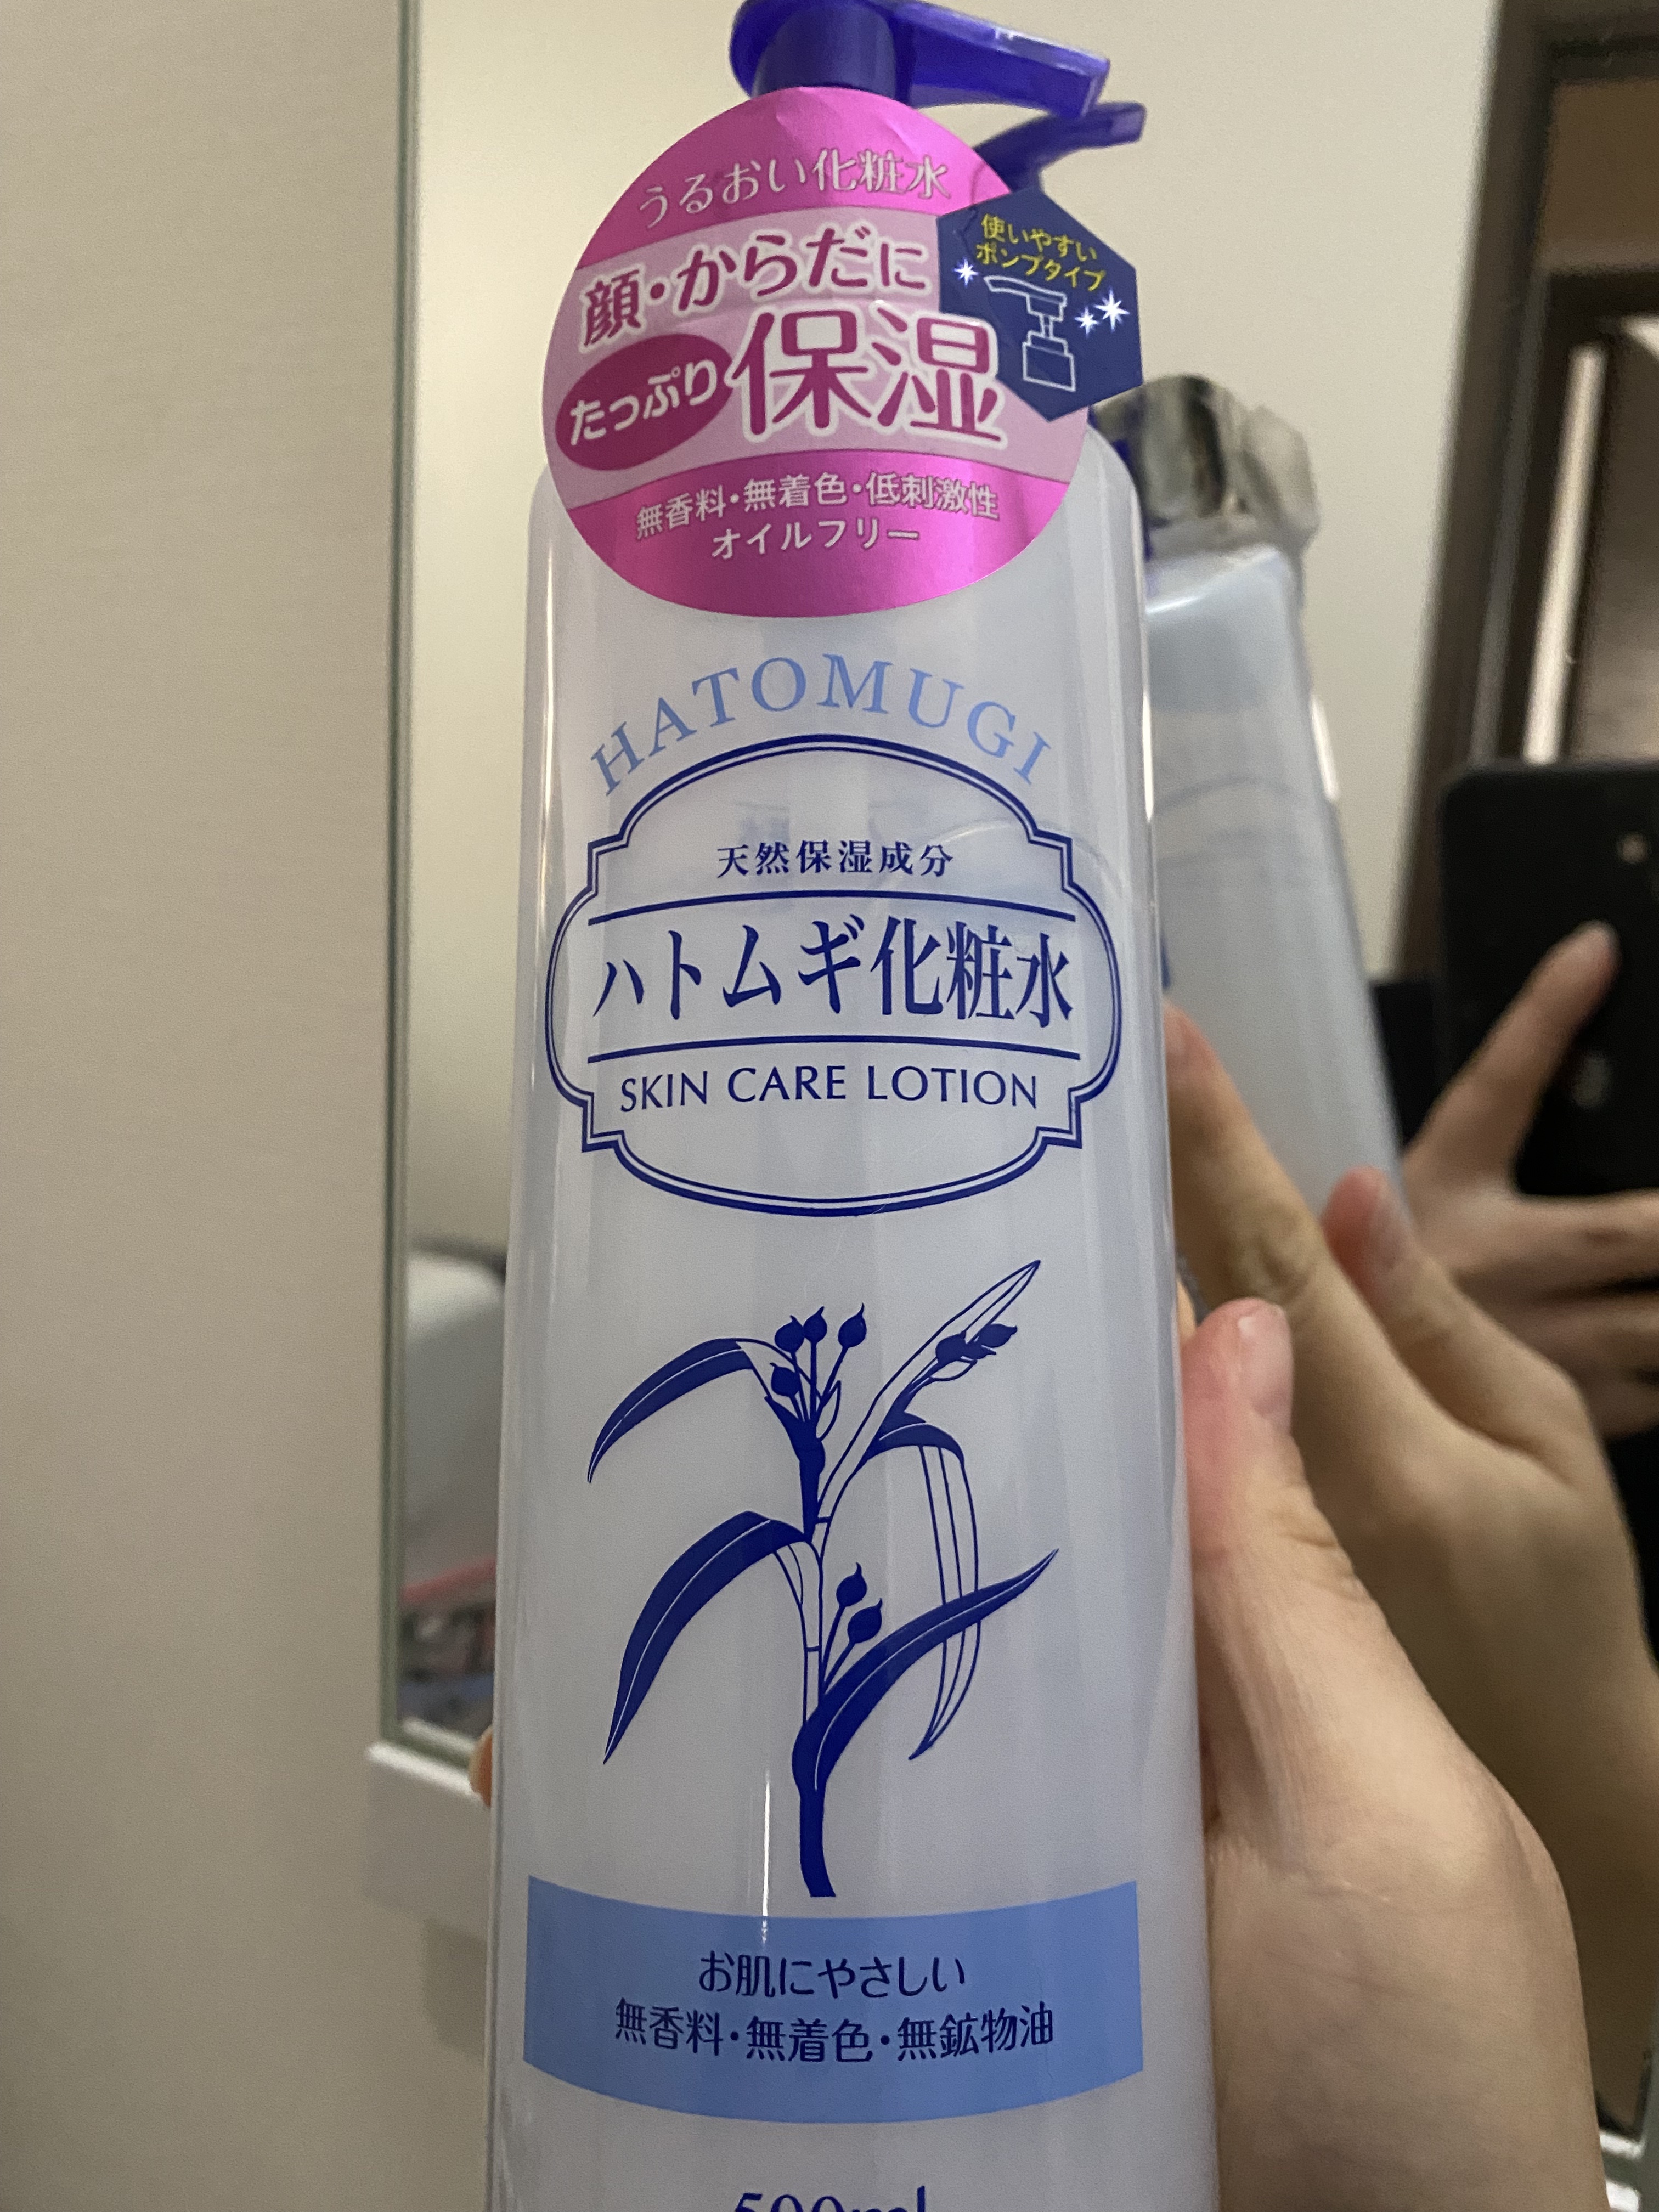 うるおい化粧水
顔・からだに
たっぷり保湿
使いやすい
ポンプタイプ
無香料・無着色・低刺激性
オイルフリー
HATOMUGI
天然保湿成分
ハトムギ化粧水
SKIN CARE LOTION
お肌にやさしい
無香料・無着色・無鉱物油
500ml